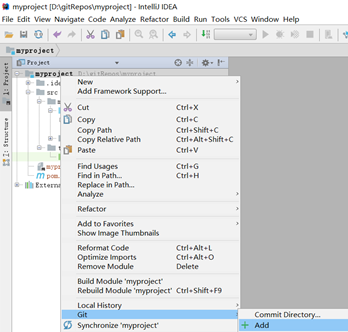 myproject [D:\gitRepos\myproject] - IntelliJ IDEA
File Edit View Navigate Code Analyze Refactor Build Run Tools VCS Window Help
myproject
Project
1: Project
7: Structure
myproject D:\gitRepos\myproject
.ide
src
m
t
mypr
pom.
Externa
New
Add Framework Support...
Cut Ctrl+X
Copy Ctrl+C
Copy Path Ctrl+Shift+C
Copy Relative Path Ctrl+Alt+Shift+C
Paste Ctrl+V
Find Usages Ctrl+G
Find in Path... Ctrl+H
Replace in Path...
Analyze
Refactor
Add to Favorites
Show Image Thumbnails
Reformat Code Ctrl+Alt+L
Optimize Imports Ctrl+Alt+O
Remove Module Delete
Build Module 'myproject'
Rebuild Module 'myproject' Ctrl+Shift+F9
Local History
Git
Synchronize 'myproject'
Commit Directory...
Add